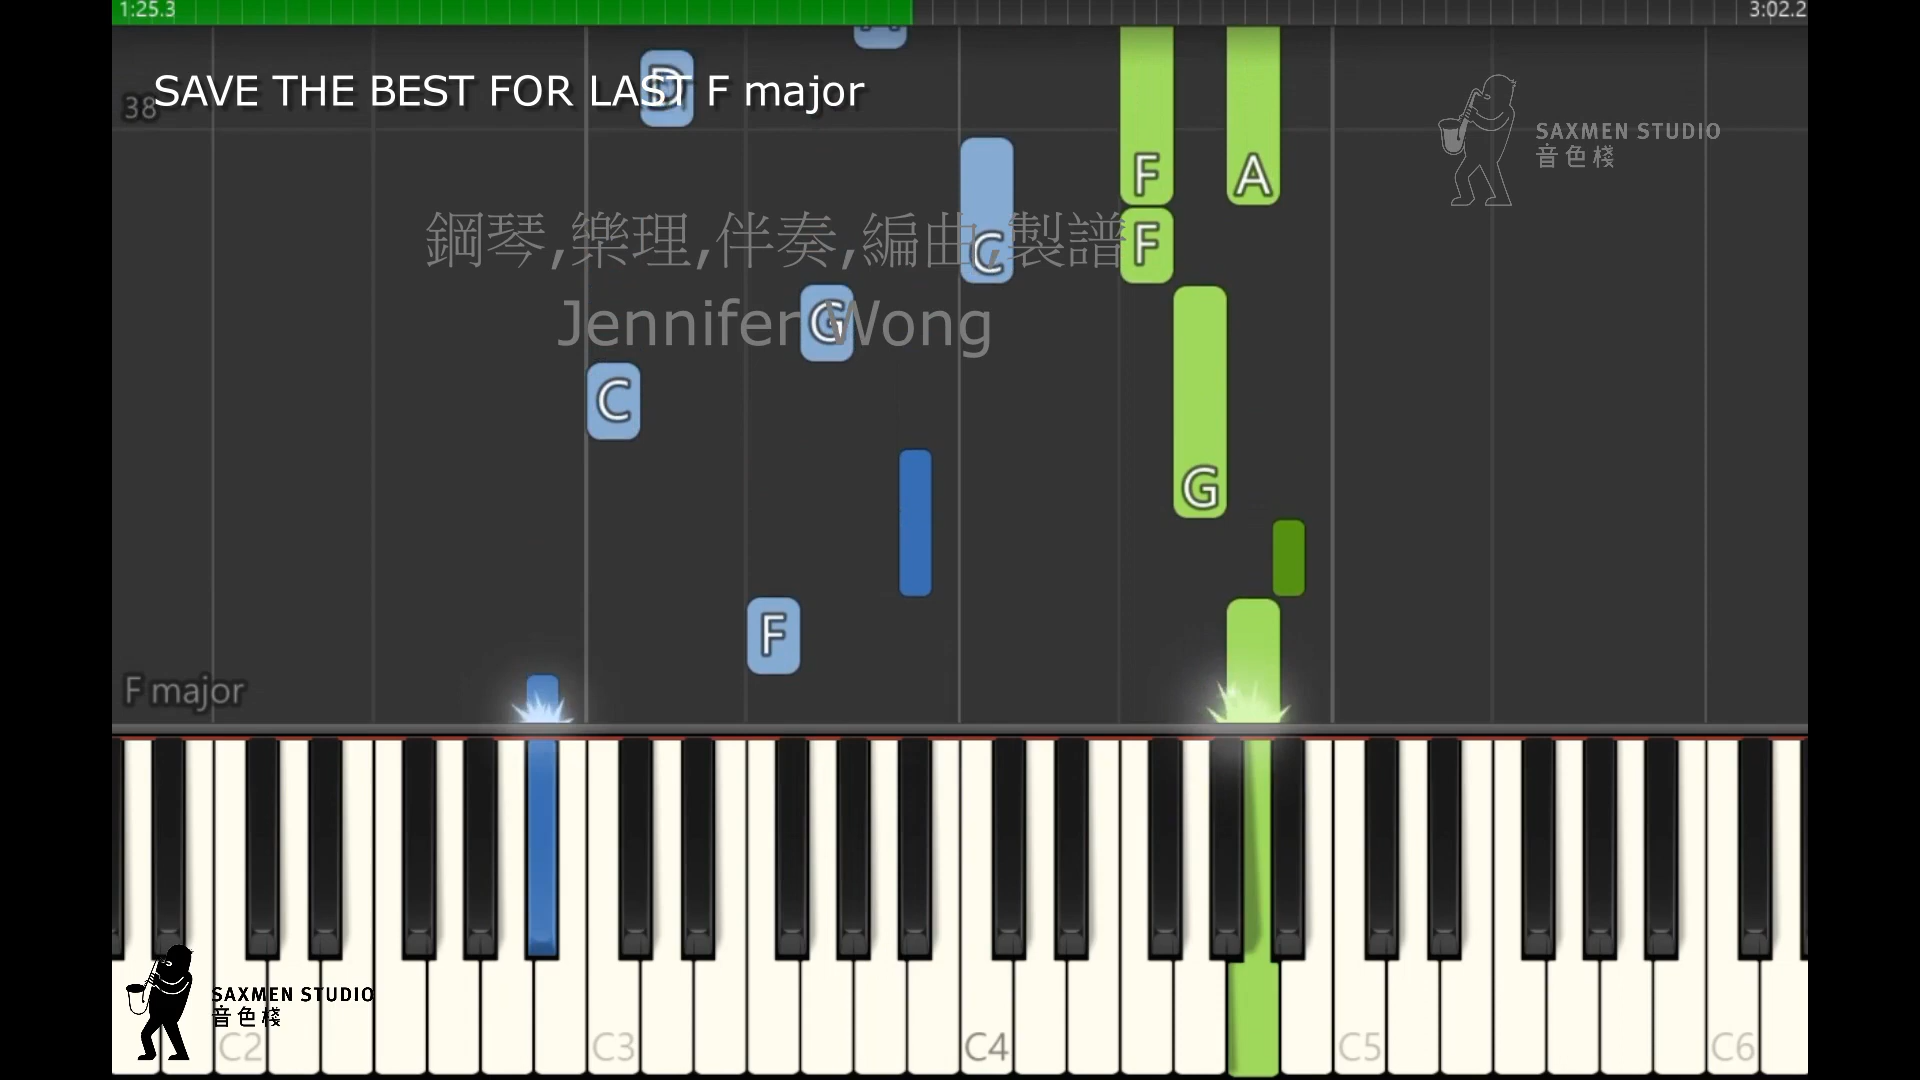 1:25.3
3:02.2
D
SAVE THE BEST FOR LAST F major
38
SAXMEN STUDIO
音色棧
F
A
鋼琴,樂理,伴奏,編曲,製譜
C
F
G
Jennifer Wong
C
G
F
F major
SAXMEN STUDIO
音色棧
C2
C3
C4
C5
C6